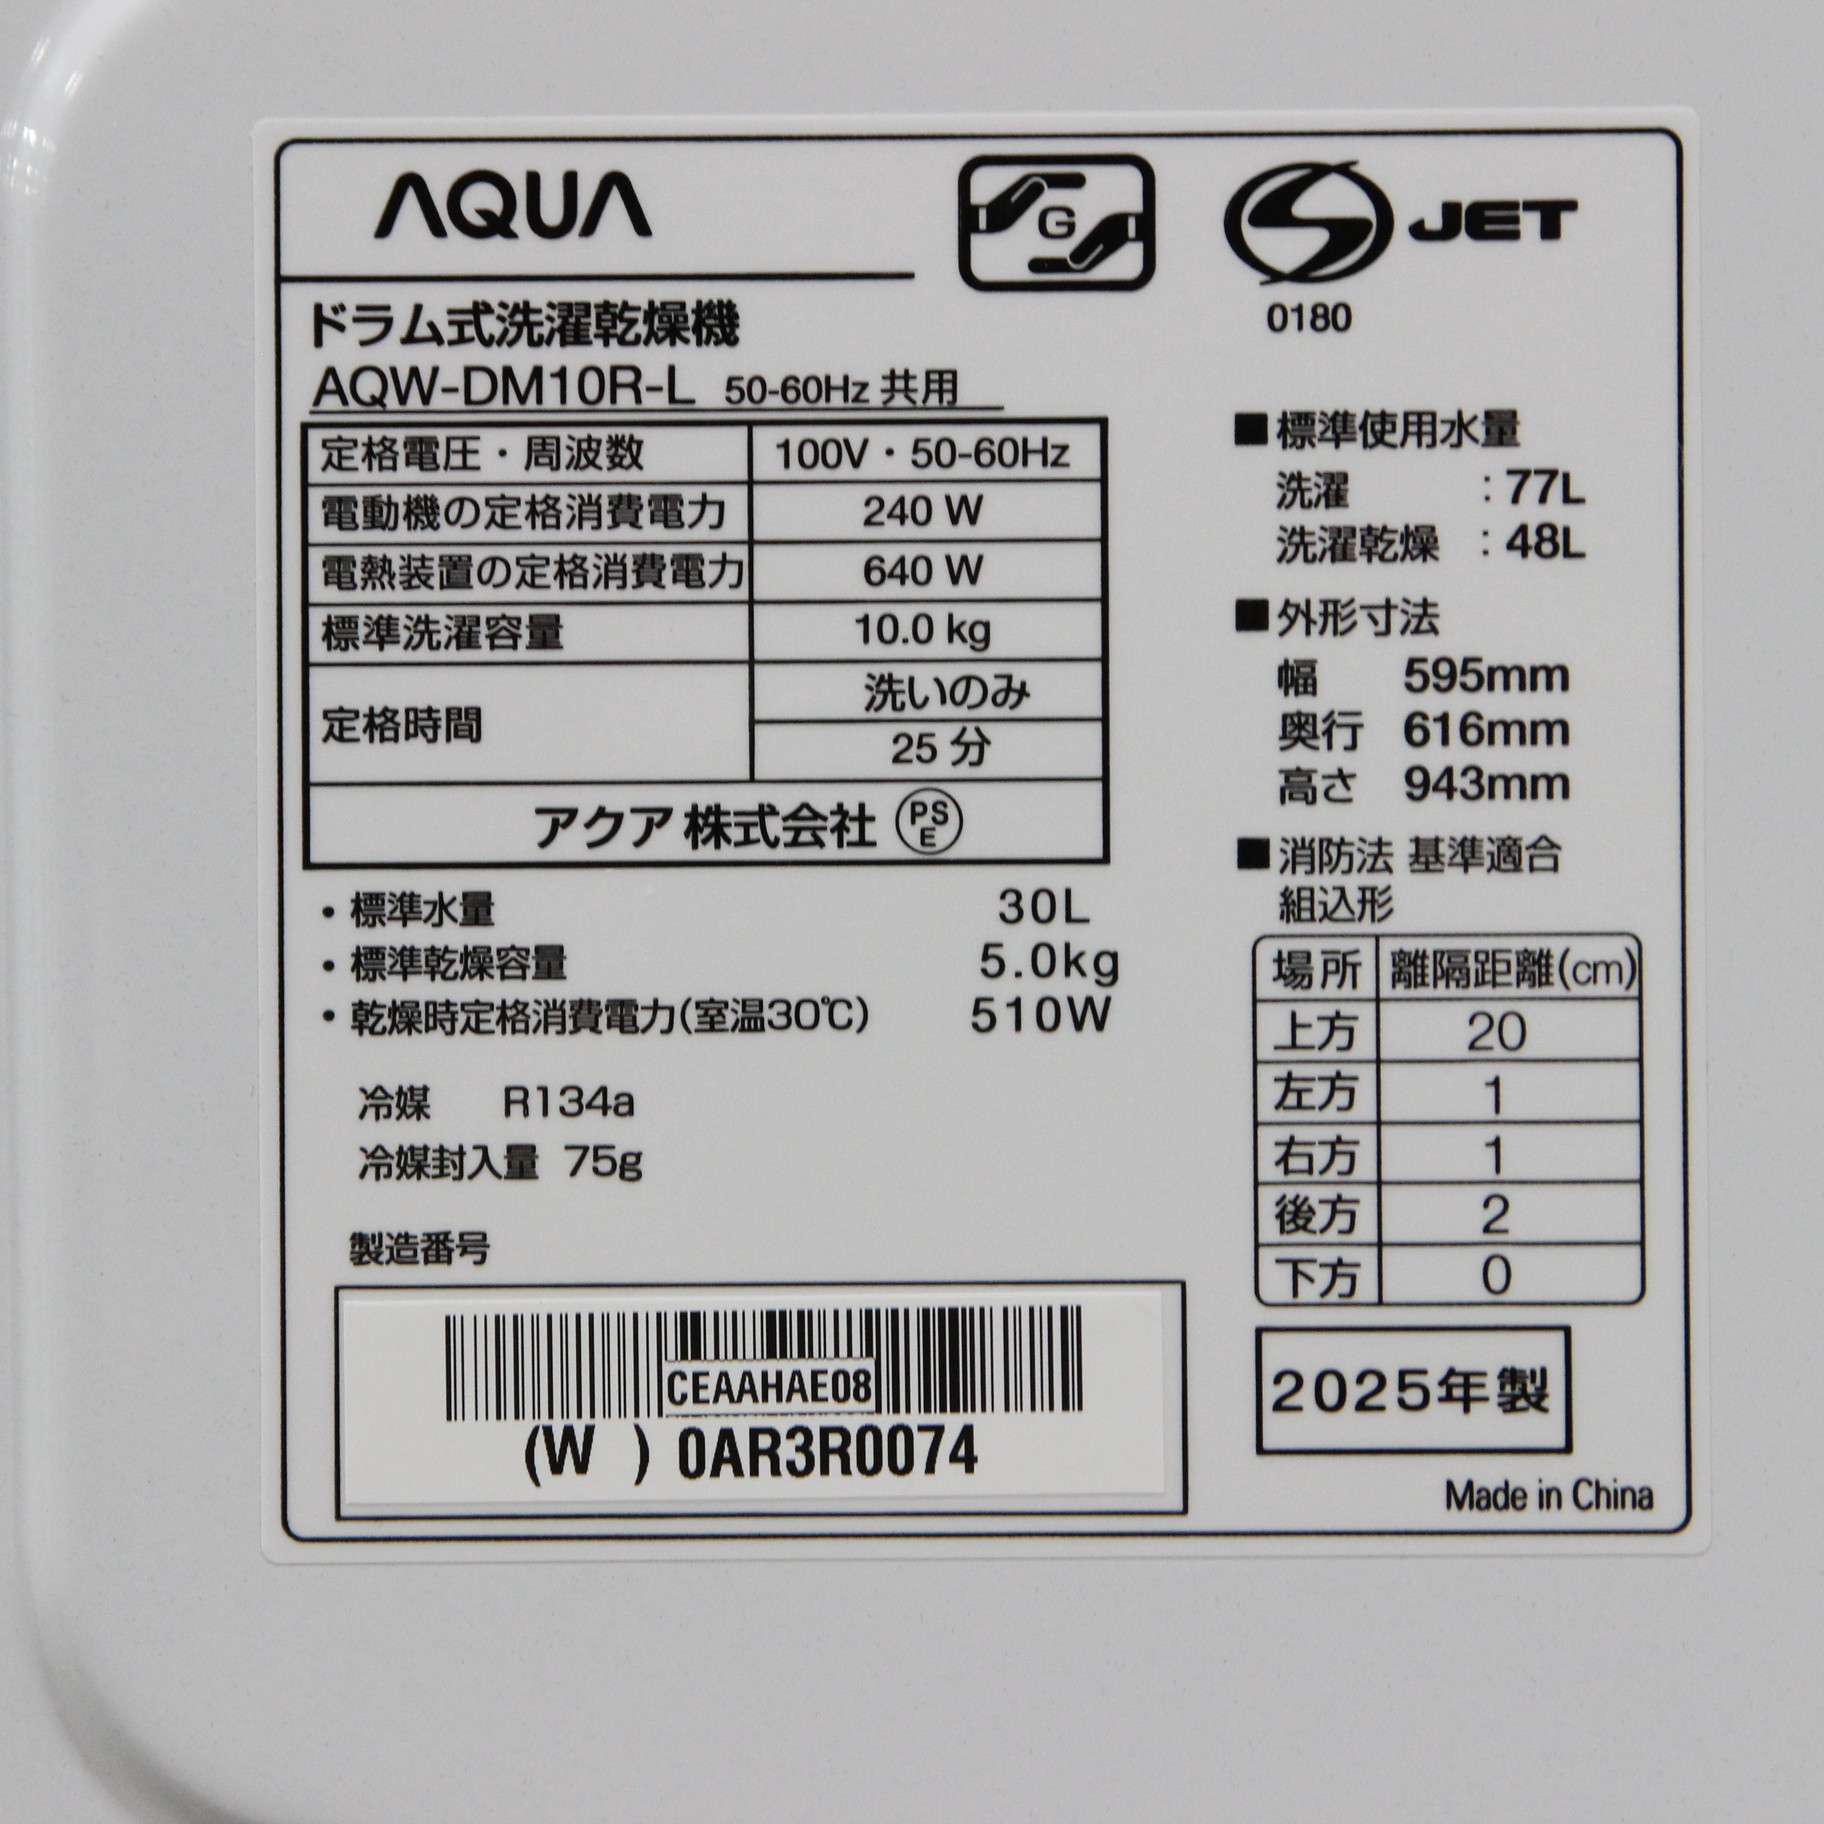 AQUA
G
S JET
0180
ドラム式洗濯乾燥機
AQW-DM10R-L 50-60Hz 共用
定格電圧・周波数 100V・50-60Hz
電動機の定格消費電力 240 W
電熱装置の定格消費電力 640 W
標準洗濯容量 10.0 kg
定格時間 洗いのみ
25 分
アクア 株式会社 PSE
・標準水量 30L
・標準乾燥容量 5.0kg
・乾燥時定格消費電力(室温30℃) 510W
冷媒 R134a
冷媒封入量 75g
製造番号
CEAAHAE08
(W ) 0AR3R0074
■標準使用水量
洗濯 : 77L
洗濯乾燥 : 48L
■外形寸法
幅 595mm
奥行 616mm
高さ 943mm
■消防法 基準適合
組込形
場所 離隔距離(cm)
上方 20
左方 1
右方 1
後方 2
下方 0
2025年製
Made in China